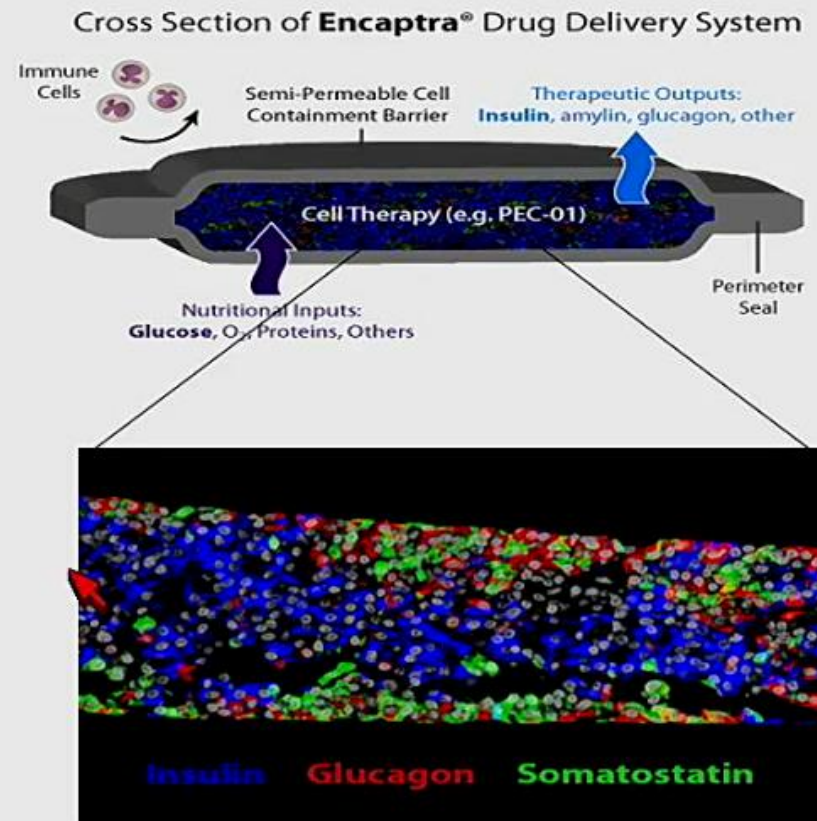 Cross Section of Encaptra® Drug Delivery System
Immune
Cells
Semi-Permeable Cell
Containment Barrier
Therapeutic Outputs:
Insulin, amylin, glucagon, other
Cell Therapy (e.g. PEC-01)
Perimeter
Seal
Nutritional Inputs:
Glucose, O₂, Proteins, Others
Insulin Glucagon Somatostatin